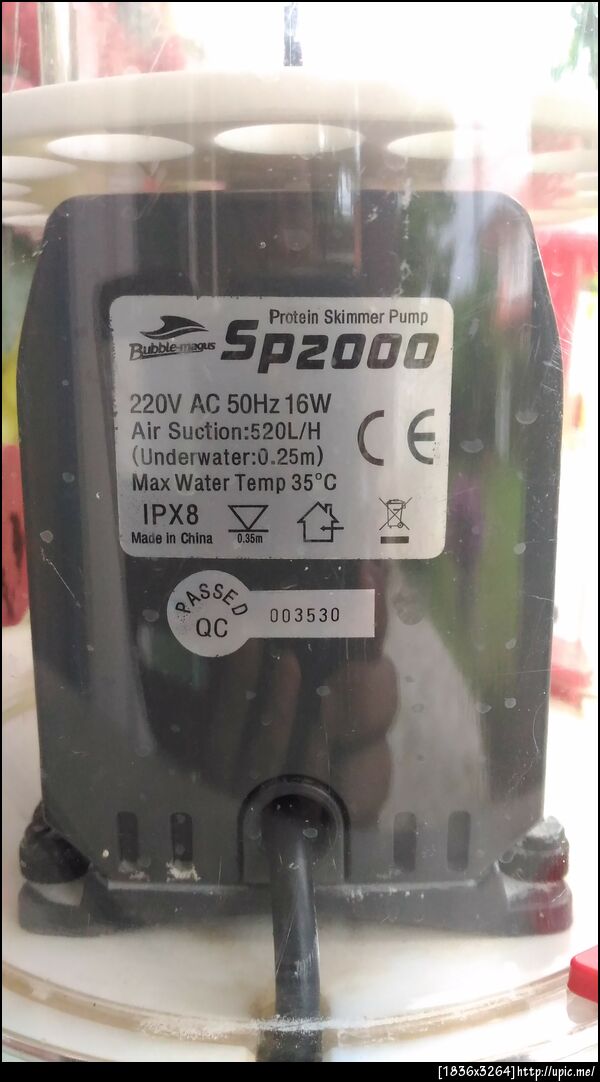 Protein Skimmer Pump
Bubble-magus
Sp2000
220V AC 50Hz 16W
Air Suction:520L/H
(Underwater:0.25m)
Max Water Temp 35°C
CE
IPX8
0.35m
Made in China
PASSED
QC
003530
[1836x3264]http://upic.me/